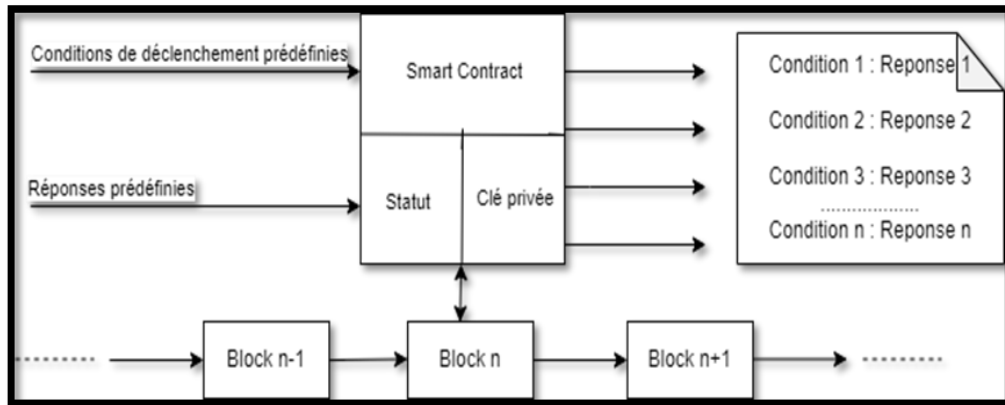 Conditions de déclenchement prédéfinies
Smart Contract
Réponses prédéfinies
Statut
Clé privée
Condition 1 : Reponse 1
Condition 2 : Reponse 2
Condition 3 : Reponse 3
.....................
Condition n : Reponse n
Block n-1
Block n
Block n+1